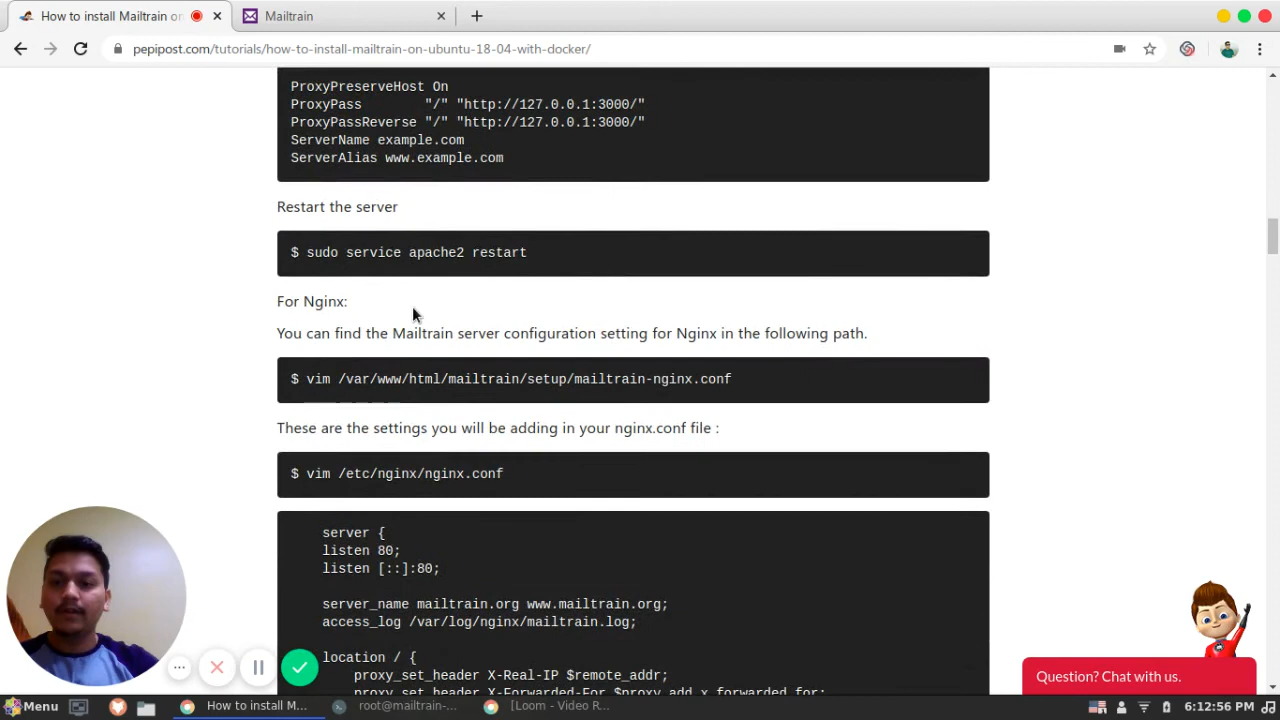 How to install Mailtrain on
Mailtrain
pepipost.com/tutorials/how-to-install-mailtrain-on-ubuntu-18-04-with-docker/
ProxyPreserveHost On
ProxyPass "/" "http://127.0.0.1:3000/"
ProxyPassReverse "/" "http://127.0.0.1:3000/"
ServerName example.com
ServerAlias www.example.com
Restart the server
$ sudo service apache2 restart
For Nginx:
You can find the Mailtrain server configuration setting for Nginx in the following path.
$ vim /var/www/html/mailtrain/setup/mailtrain-nginx.conf
These are the settings you will be adding in your nginx.conf file :
$ vim /etc/nginx/nginx.conf
server {
listen 80;
listen [::]:80;
server_name mailtrain.org www.mailtrain.org;
access_log /var/log/nginx/mailtrain.log;
location / {
proxy_set_header X-Real-IP $remote_addr;
proxy_set_header X-Forwarded-For $proxy_add_x_forwarded_for;
Question? Chat with us.
Menu
How to install M...
root@mailtrain-...
[Loom - Video R...
6:12:56 PM